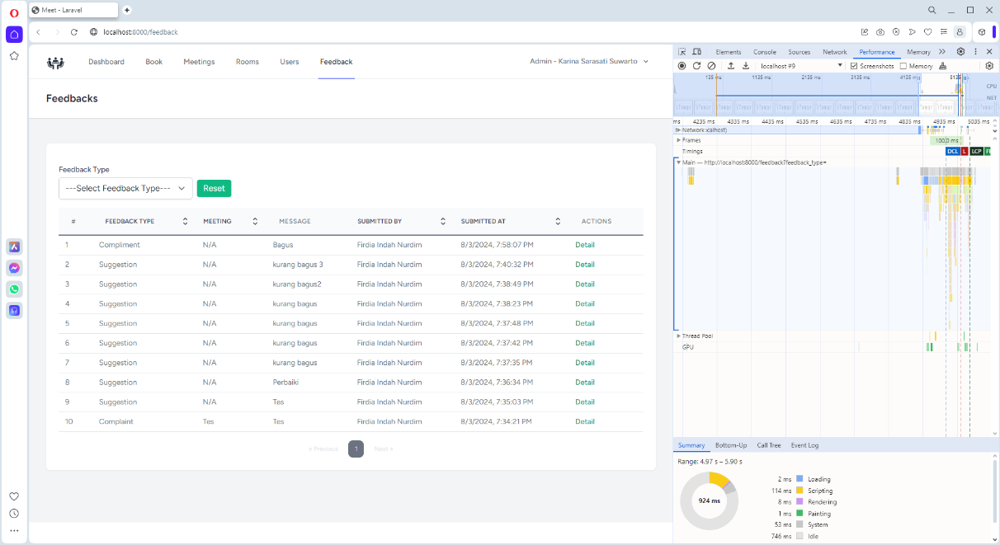 Meet - Laravel
localhost:8000/feedback
Dashboard Book Meetings Rooms Users Feedback Admin - Karina Sarasati Suwarto
Feedbacks
Feedback Type
---Select Feedback Type--- Reset
# FEEDBACK TYPE MEETING MESSAGE SUBMITTED BY SUBMITTED AT ACTIONS
1 Compliment N/A Bagus Firdia Indah Nurdim 8/3/2024, 7:58:07 PM Detail
2 Suggestion N/A kurang bagus 3 Firdia Indah Nurdim 8/3/2024, 7:40:32 PM Detail
3 Suggestion N/A kurang bagus2 Firdia Indah Nurdim 8/3/2024, 7:38:49 PM Detail
4 Suggestion N/A kurang bagus Firdia Indah Nurdim 8/3/2024, 7:38:23 PM Detail
5 Suggestion N/A kurang bagus Firdia Indah Nurdim 8/3/2024, 7:37:48 PM Detail
6 Suggestion N/A kurang bagus Firdia Indah Nurdim 8/3/2024, 7:37:42 PM Detail
7 Suggestion N/A kurang bagus Firdia Indah Nurdim 8/3/2024, 7:37:35 PM Detail
8 Suggestion N/A Perbaiki Firdia Indah Nurdim 8/3/2024, 7:36:34 PM Detail
9 Suggestion N/A Tes Firdia Indah Nurdim 8/3/2024, 7:35:03 PM Detail
10 Complaint Tes Tes Firdia Indah Nurdim 8/3/2024, 7:34:21 PM Detail
« Previous 1 Next »
Elements Console Sources Network Performance Memory »
localhost #9 Screenshots Memory
135 ms 1135 ms 2135 ms 3135 ms 4135 m 5135
CPU
NET
ms 4235 ms 4335 ms 4435 ms 4535 ms 4635 ms 4735 ms 4835 ms 4935 ms 5035 ms
Network ocalhost)
Frames 100.0 ms
Timings DCL L LCP F
Main — http://localhost:8000/feedback?feedback_type=
Thread Pool
GPU
Summary Bottom-Up Call Tree Event Log
Range: 4.97 s – 5.90 s
924 ms
2 ms Loading
114 ms Scripting
8 ms Rendering
1 ms Painting
53 ms System
746 ms Idle